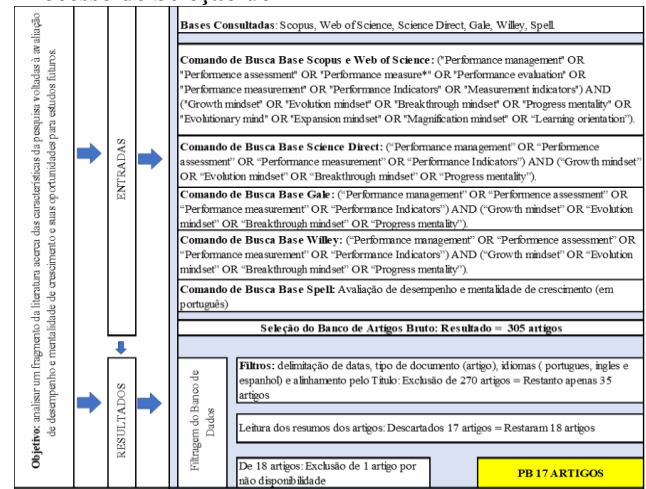 Bases Consultadas: Scopus, Web of Science, Science Direct, Gale, Willey, Spell.
Comando de Busca Base Scopus e Web of Science: ("Performance management" OR
"Performence assessment" OR "Performance measure*" OR "Performance evaluation" OR
"Performance measurement" OR "Performance Indicators" OR "Measurement indicators") AND
("Growth mindset" OR "Evolution mindset" OR "Breakthrough mindset" OR "Progress mentality" OR
"Evolutionary mind" OR "Expansion mindset" OR "Magnification mindset" OR “Learning orientation”).
Comando de Busca Base Science Direct: (“Performance management” OR “Performence
assessment” OR “Performance measurement” OR “Performance Indicators”) AND (“Growth mindset”
OR “Evolution mindset” OR “Breakthrough mindset” OR “Progress mentality”).
Comando de Busca Base Gale: (“Performance management” OR “Performence assessment” OR
“Performance measurement” OR “Performance Indicators”) AND (“Growth mindset” OR “Evolution
mindset” OR “Breakthrough mindset” OR “Progress mentality”).
Comando de Busca Base Willey: (“Performance management” OR “Performence assessment” OR
“Performance measurement” OR “Performance Indicators”) AND (“Growth mindset” OR “Evolution
mindset” OR “Breakthrough mindset” OR “Progress mentality”).
Comando de Busca Base Spell: Avaliação de desempenho e mentalidade de crescimento (em
português)
Seleção do Banco de Artigos Bruto: Resultado = 305 artigos
Objetivo: analisar um fragmento da literatura acerca das características da pesquisa voltadas à avaliação
de desempenho e mentalidade de crescimento e suas oportunidades para estudos futuros.
ENTRADAS
RESULTADOS
Filtragem do Banco de
Dados
Filtros: delimitação de datas, tipo de documento (artigo), idiomas ( portugues, ingles e
espanhol) e alinhamento pelo Título: Exclusão de 270 artigos = Restanto apenas 35
artigos
Leitura dos resumos dos artigos: Descartados 17 artigos = Restaram 18 artigos
De 18 artigos: Exclusão de 1 artigo por
não disponibilidade
PB 17 ARTIGOS